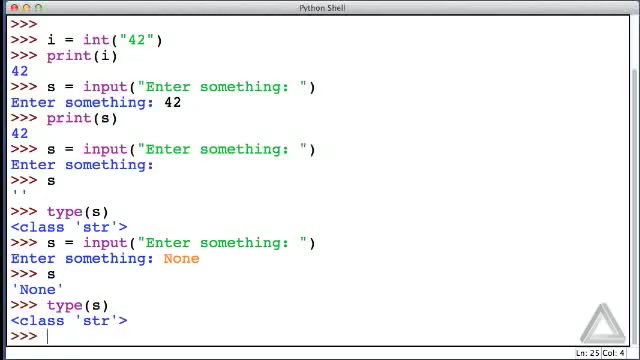 Python Shell
>>>
>>> i = int("42")
>>> print(i)
42
>>> s = input("Enter something: ")
Enter something: 42
>>> print(s)
42
>>> s = input("Enter something: ")
Enter something:
>>> s
''
>>> type(s)
<class 'str'>
>>> s = input("Enter something: ")
Enter something: None
>>> s
'None'
>>> type(s)
<class 'str'>
>>>
Ln: 25 Col: 4